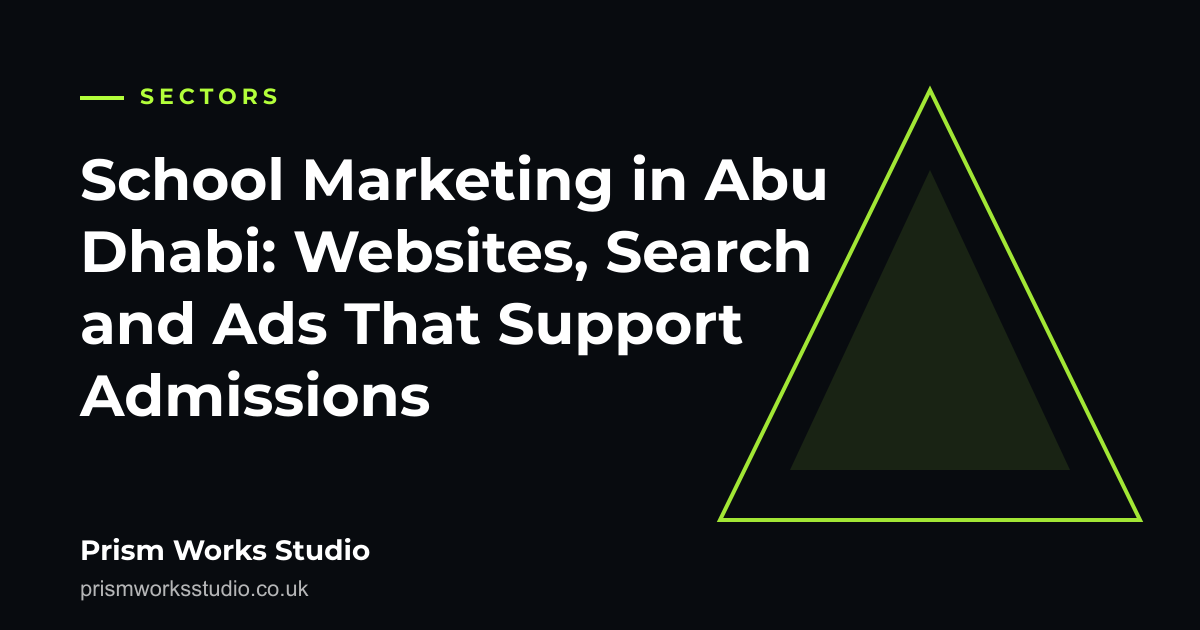 SECTORS
School Marketing in Abu
Dhabi: Websites, Search
and Ads That Support
Admissions
Prism Works Studio
prismworksstudio.co.uk